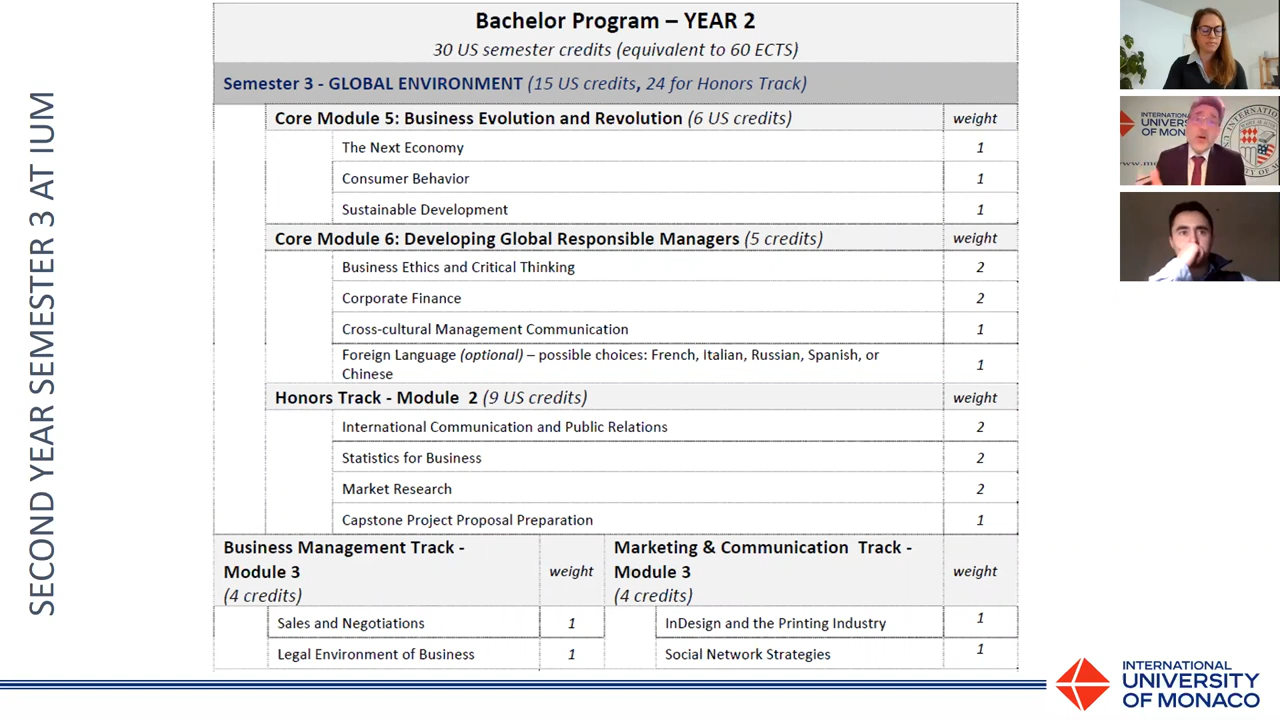 SECOND YEAR SEMESTER 3 AT IUM
Bachelor Program – YEAR 2
30 US semester credits (equivalent to 60 ECTS)
Semester 3 - GLOBAL ENVIRONMENT (15 US credits, 24 for Honors Track)
Core Module 5: Business Evolution and Revolution (6 US credits) weight
The Next Economy 1
Consumer Behavior 1
Sustainable Development 1
Core Module 6: Developing Global Responsible Managers (5 credits) weight
Business Ethics and Critical Thinking 2
Corporate Finance 2
Cross-cultural Management Communication 1
Foreign Language (optional) – possible choices: French, Italian, Russian, Spanish, or
Chinese 1
Honors Track - Module 2 (9 US credits) weight
International Communication and Public Relations 2
Statistics for Business 2
Market Research 2
Capstone Project Proposal Preparation 1
Business Management Track -
Module 3 weight
(4 credits)
Sales and Negotiations 1
Legal Environment of Business 1
Marketing & Communication Track -
Module 3 weight
(4 credits)
InDesign and the Printing Industry 1
Social Network Strategies 1
INTERNATIONAL
UNIVERSITY
OF MONACO